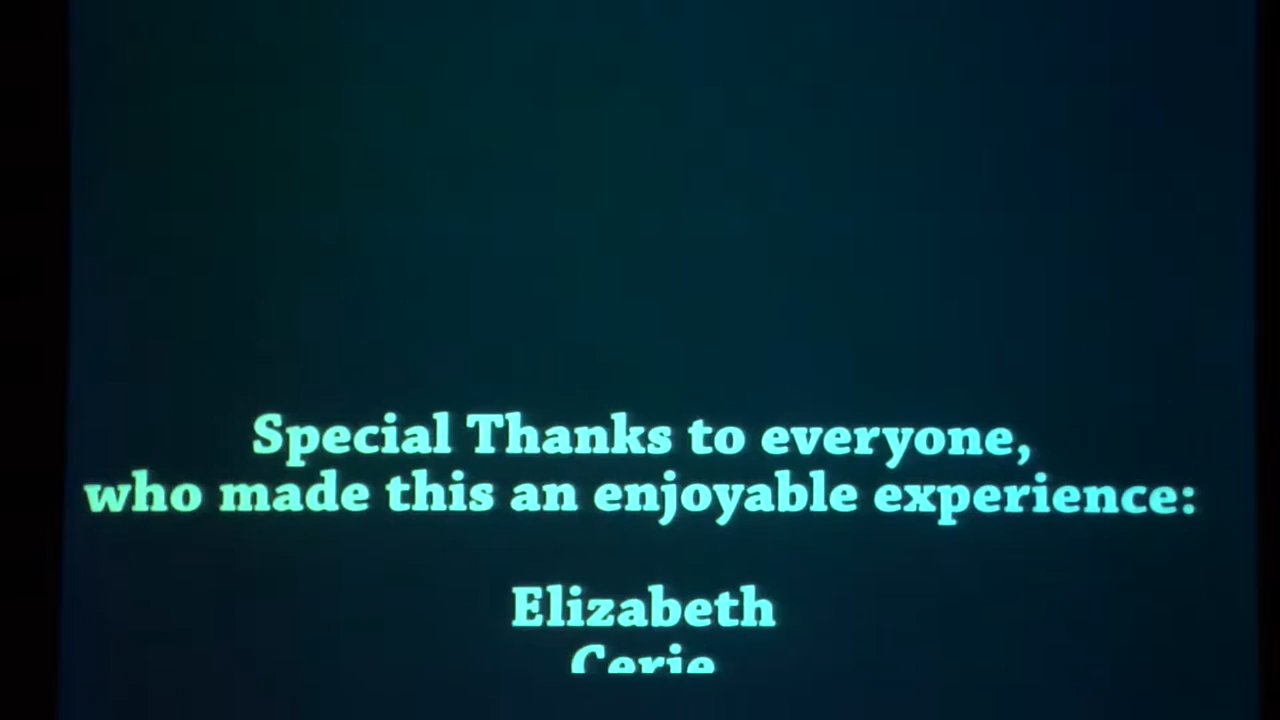 Special Thanks to everyone,
who made this an enjoyable experience:
Elizabeth